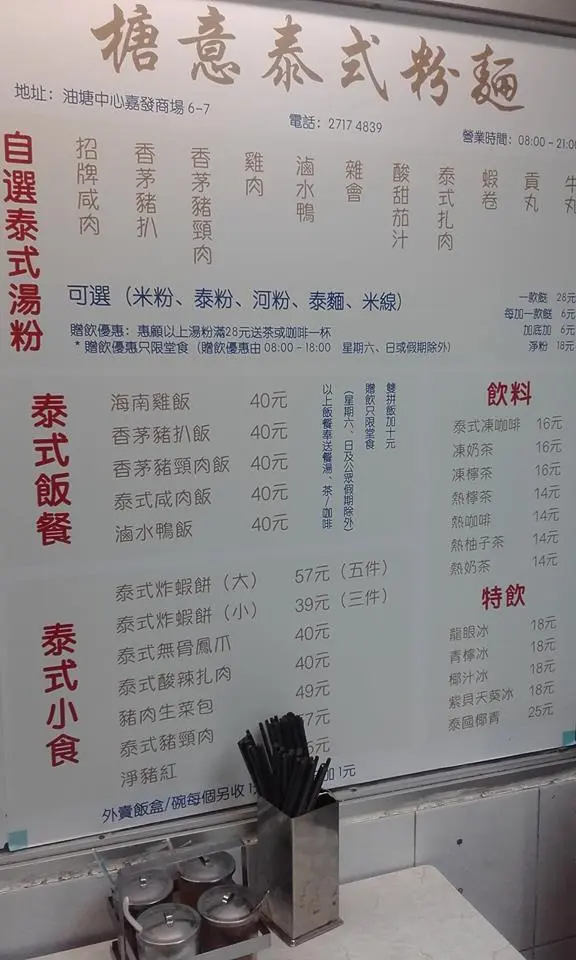 搪意泰式粉麵
地址：油塘中心嘉發商場 6-7
電話：2717 4839
營業時間：08:00 - 21:00
自選泰式湯粉
招牌咸肉
香茅豬扒
香茅豬頸肉
雞肉
滷水鴨
雜會
酸甜茄汁
泰式扎肉
蝦卷
貢丸
牛丸
可選（米粉、泰粉、河粉、泰麵、米線）
贈飲優惠：惠顧以上湯粉滿28元送茶或咖啡一杯
* 贈飲優惠只限堂食（贈飲優惠由 08:00 - 18:00 星期六、日或假期除外）
一款餸 28元
每加一款餸 6元
加底加 6元
淨粉 18元
泰式飯餐
海南雞飯 40元
香茅豬扒飯 40元
香茅豬頸肉飯 40元
泰式咸肉飯 40元
滷水鴨飯 40元
雙拼飯加十元
贈飲只限堂食
（星期六、日及公眾假期除外）
以上飯餐奉送餐湯、茶/咖啡
飲料
泰式凍咖啡 16元
凍奶茶 16元
凍檸茶 16元
熱檸茶 14元
熱咖啡 14元
熱柚子茶 14元
熱奶茶 14元
特飲
龍眼冰 18元
青檸冰 18元
椰汁冰 18元
紫貝天葵冰 18元
泰國椰青 25元
泰式小食
泰式炸蝦餅（大） 57元（五件）
泰式炸蝦餅（小） 39元（三件）
泰式無骨鳳爪 40元
泰式酸辣扎肉 40元
豬肉生菜包 49元
泰式豬頸肉 7元
淨豬紅 元
外賣飯盒/碗每個另收 1 加1元